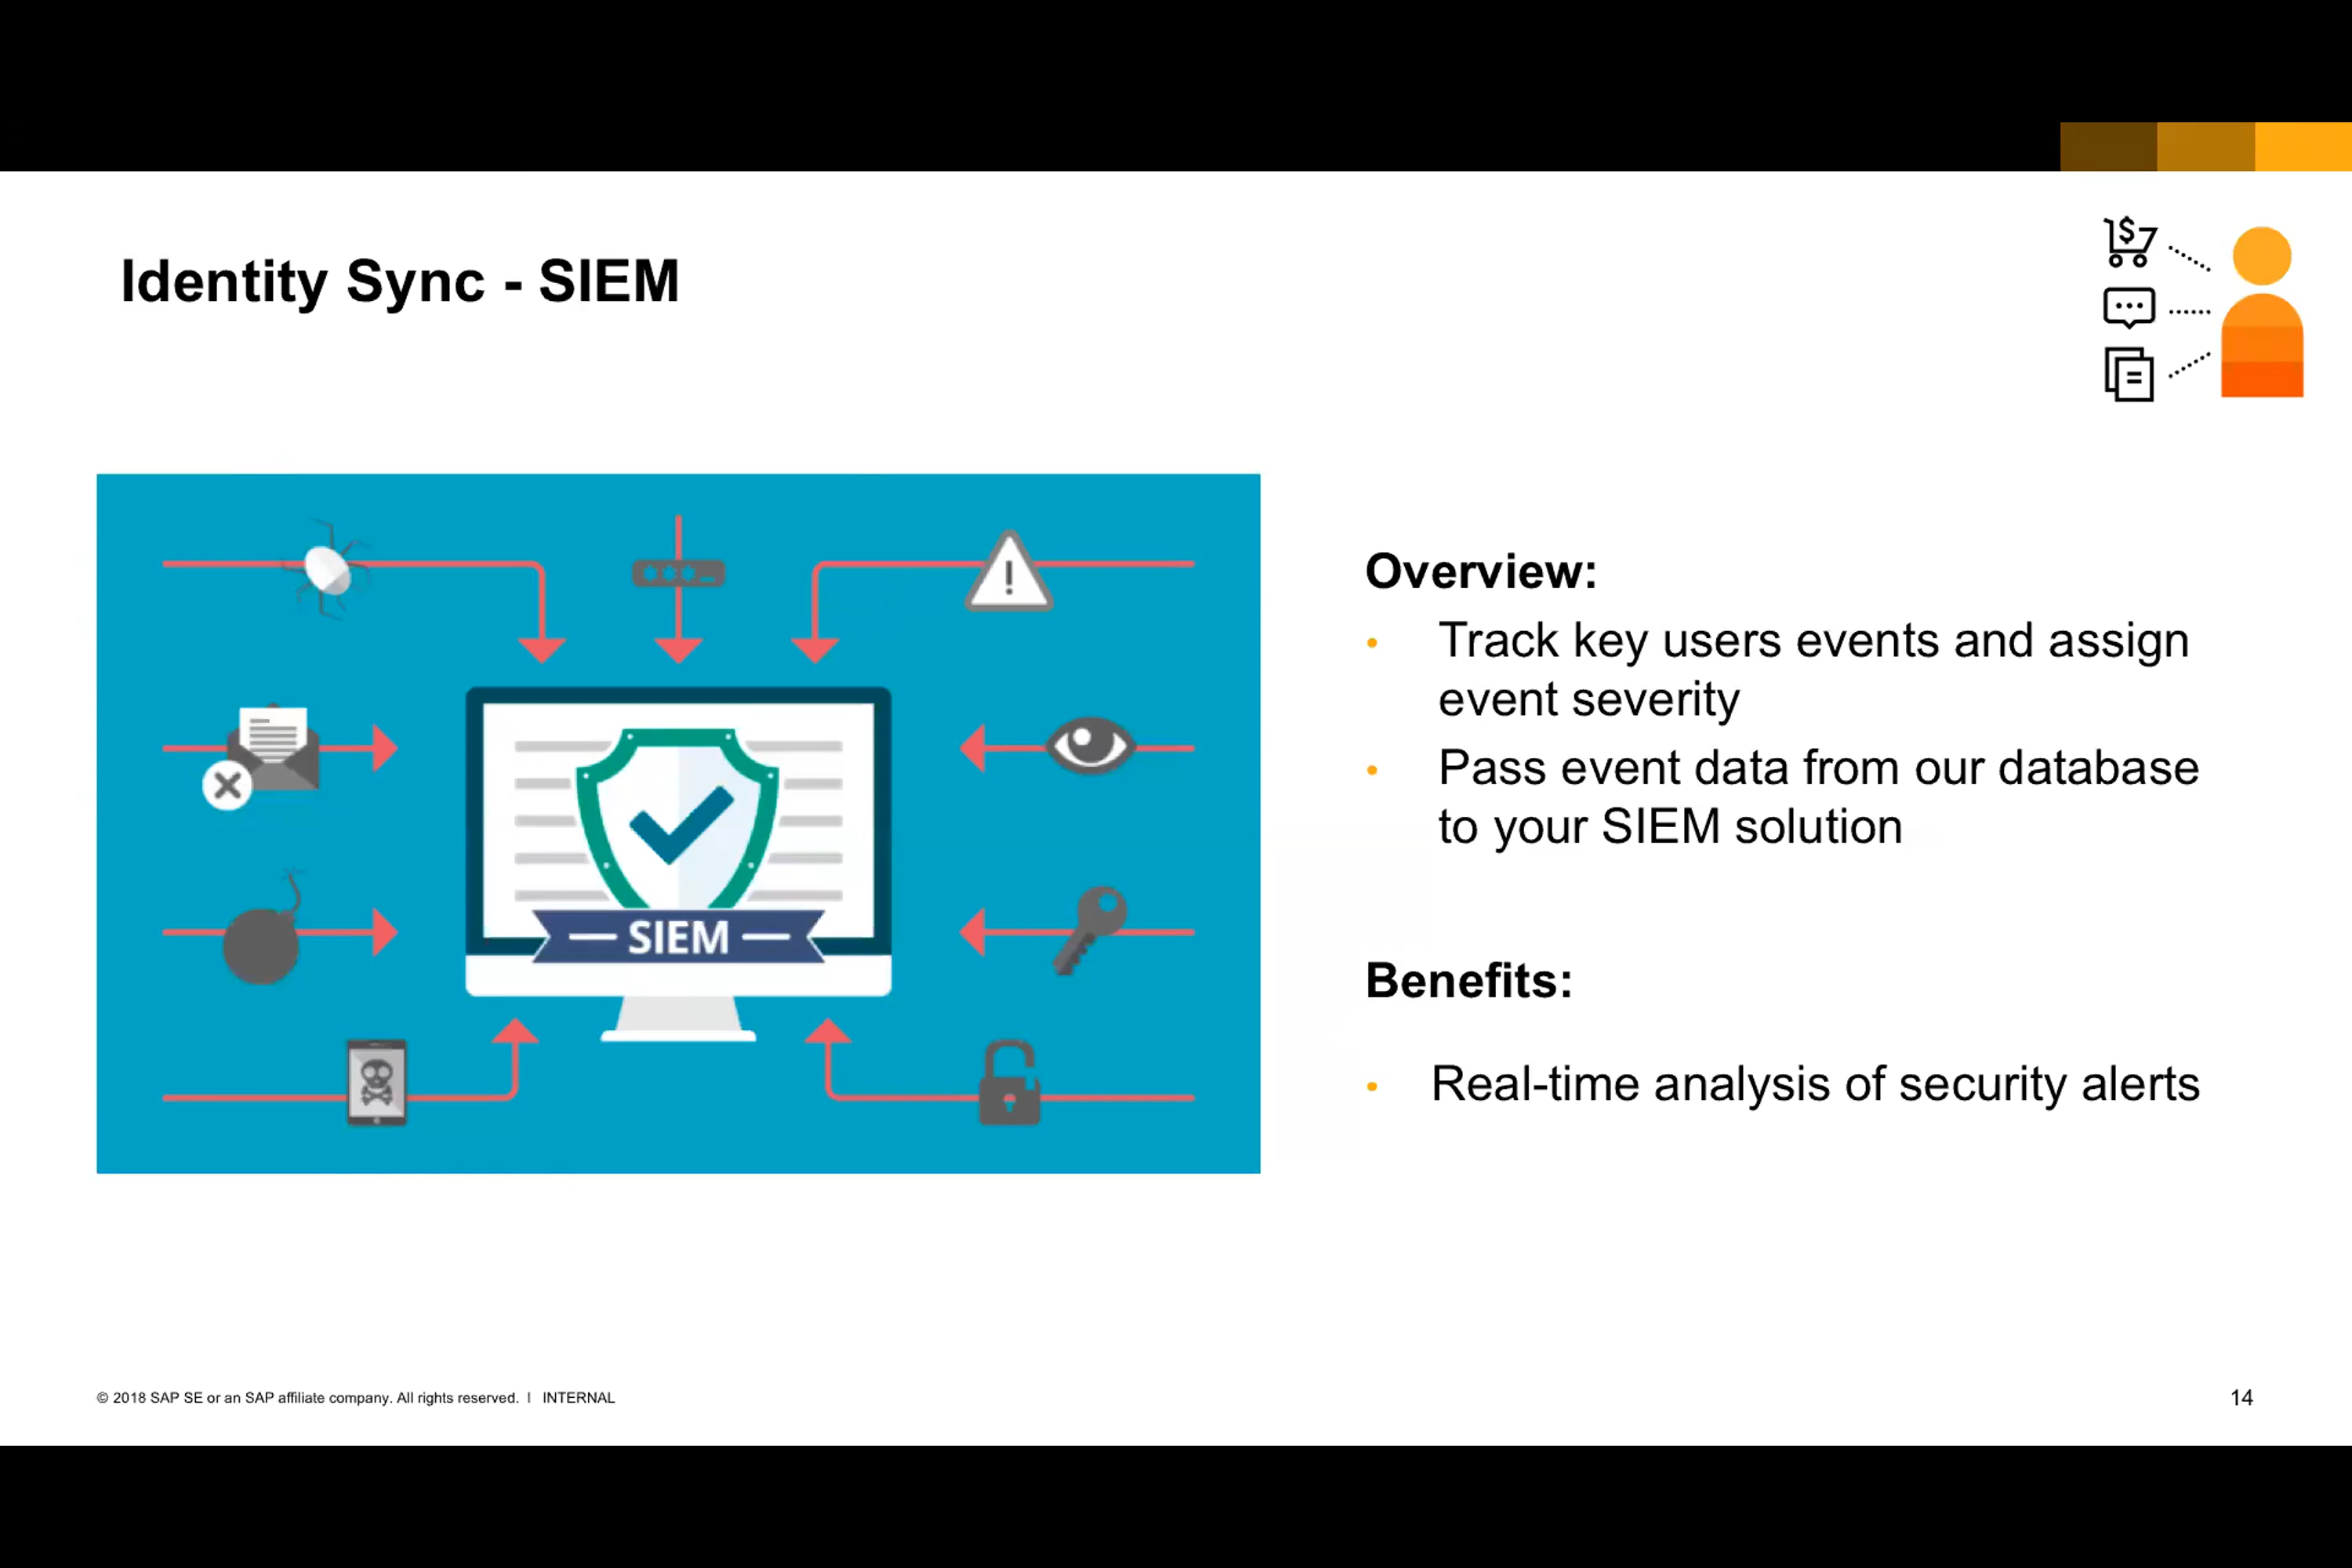 Identity Sync - SIEM
SIEM
Overview:
• Track key users events and assign
event severity
• Pass event data from our database
to your SIEM solution
Benefits:
• Real-time analysis of security alerts
© 2018 SAP SE or an SAP affiliate company. All rights reserved. | INTERNAL
14